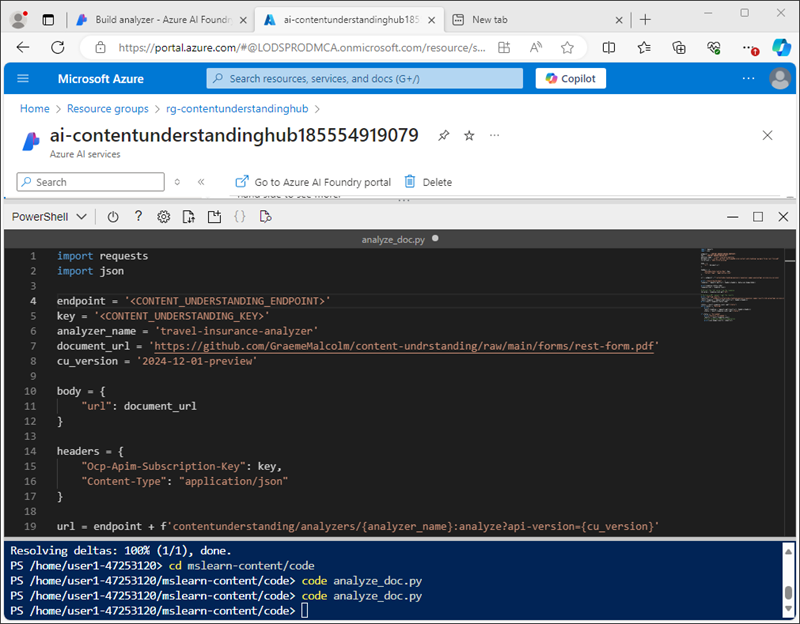 Build analyzer - Azure AI Foundry
ai-contentunderstandinghub185
New tab
https://portal.azure.com/#@LODSPRODMCA.onmicrosoft.com/resource/s...
Microsoft Azure
Search resources, services, and docs (G+/)
Copilot
Home > Resource groups > rg-contentunderstandinghub >
ai-contentunderstandinghub185554919079
Azure AI services
Search
Go to Azure AI Foundry portal
Delete
PowerShell
analyze_doc.py
1 import requests
2 import json
3
4 endpoint = '<CONTENT_UNDERSTANDING_ENDPOINT>'
5 key = '<CONTENT_UNDERSTANDING_KEY>'
6 analyzer_name = 'travel-insurance-analyzer'
7 document_url = 'https://github.com/GraemeMalcolm/content-undrstanding/raw/main/forms/rest-form.pdf'
8 cu_version = '2024-12-01-preview'
9
10 body = {
11 "url": document_url
12 }
13
14 headers = {
15 "Ocp-Apim-Subscription-Key": key,
16 "Content-Type": "application/json"
17 }
18
19 url = endpoint + f'contentunderstanding/analyzers/{analyzer_name}:analyze?api-version={cu_version}'
Resolving deltas: 100% (1/1), done.
PS /home/user1-47253120> cd mslearn-content/code
PS /home/user1-47253120/mslearn-content/code> code analyze_doc.py
PS /home/user1-47253120/mslearn-content/code> code analyze_doc.py
PS /home/user1-47253120/mslearn-content/code>